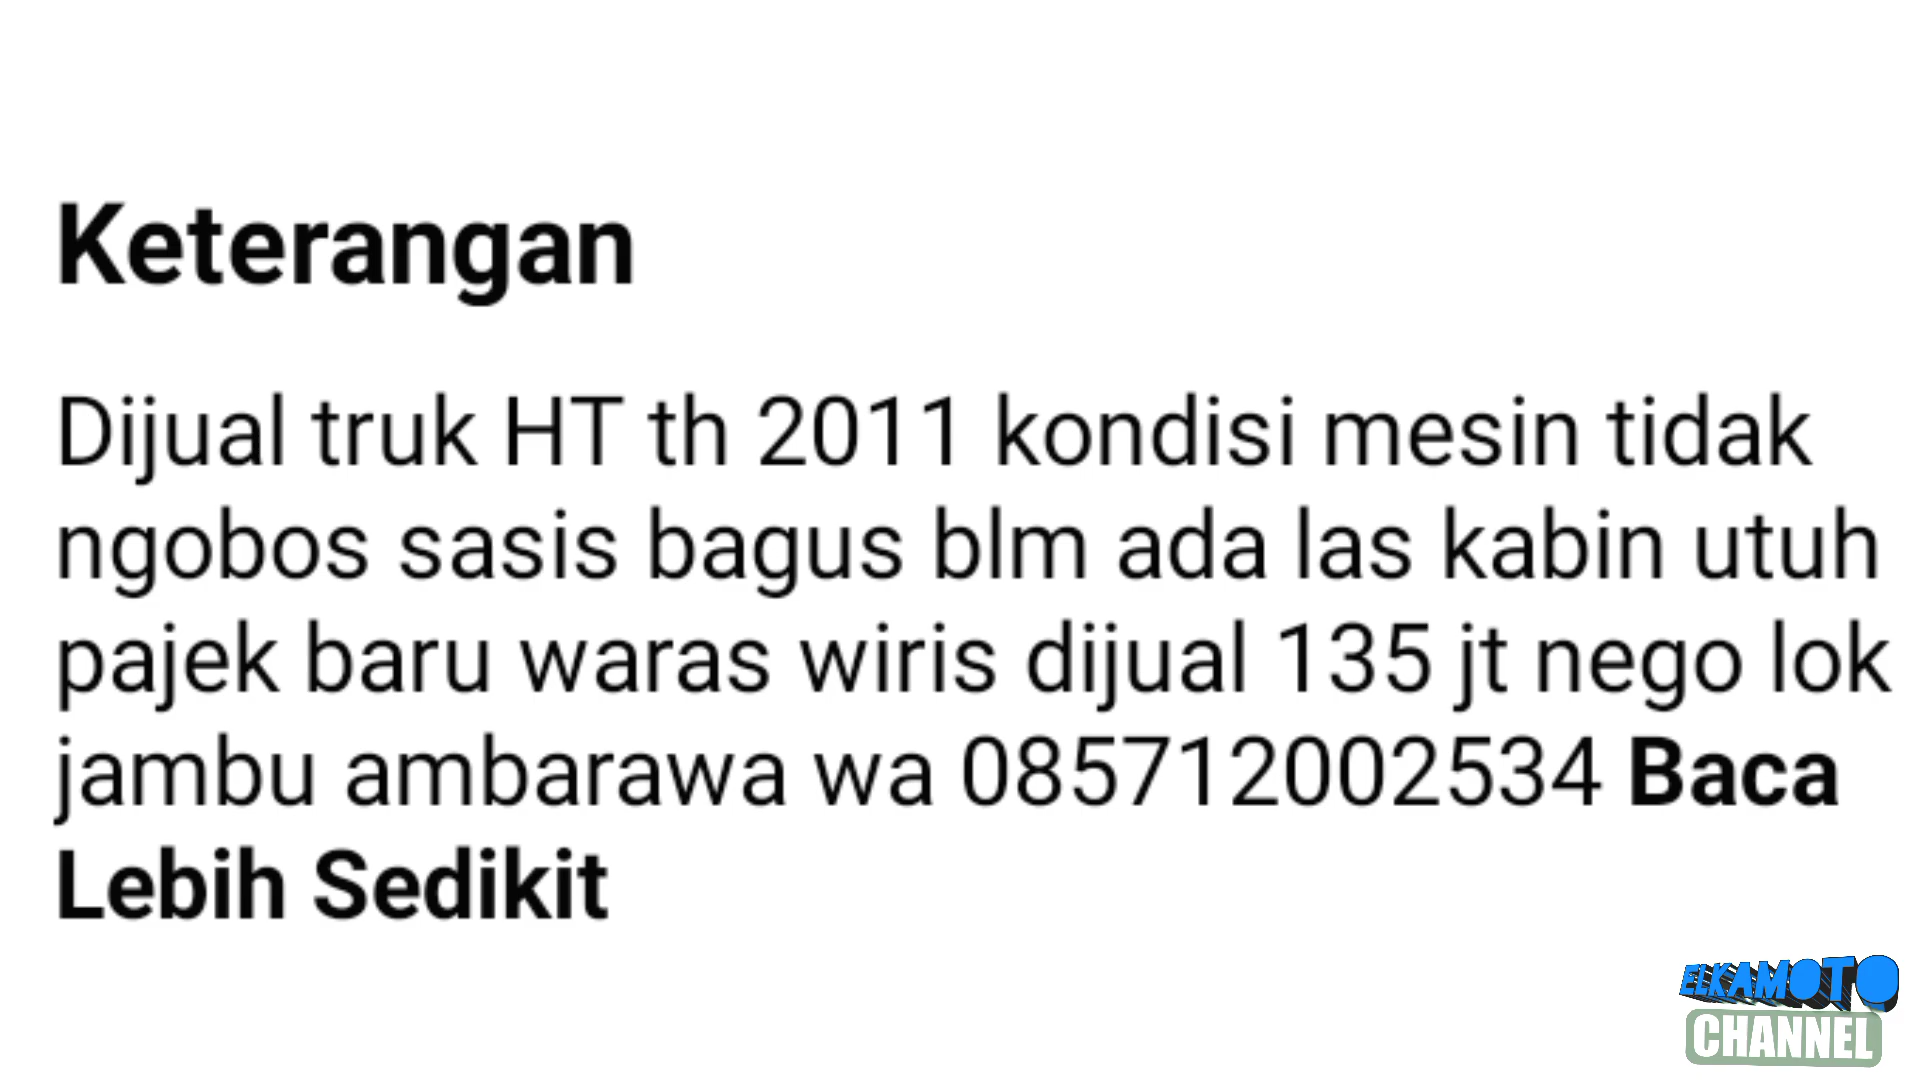 Keterangan
Dijual truk HT th 2011 kondisi mesin tidak
ngobos sasis bagus blm ada las kabin utuh
pajek baru waras wiris dijual 135 jt nego lok
jambu ambarawa wa 085712002534 Baca
Lebih Sedikit
ELKAMOTO
CHANNEL